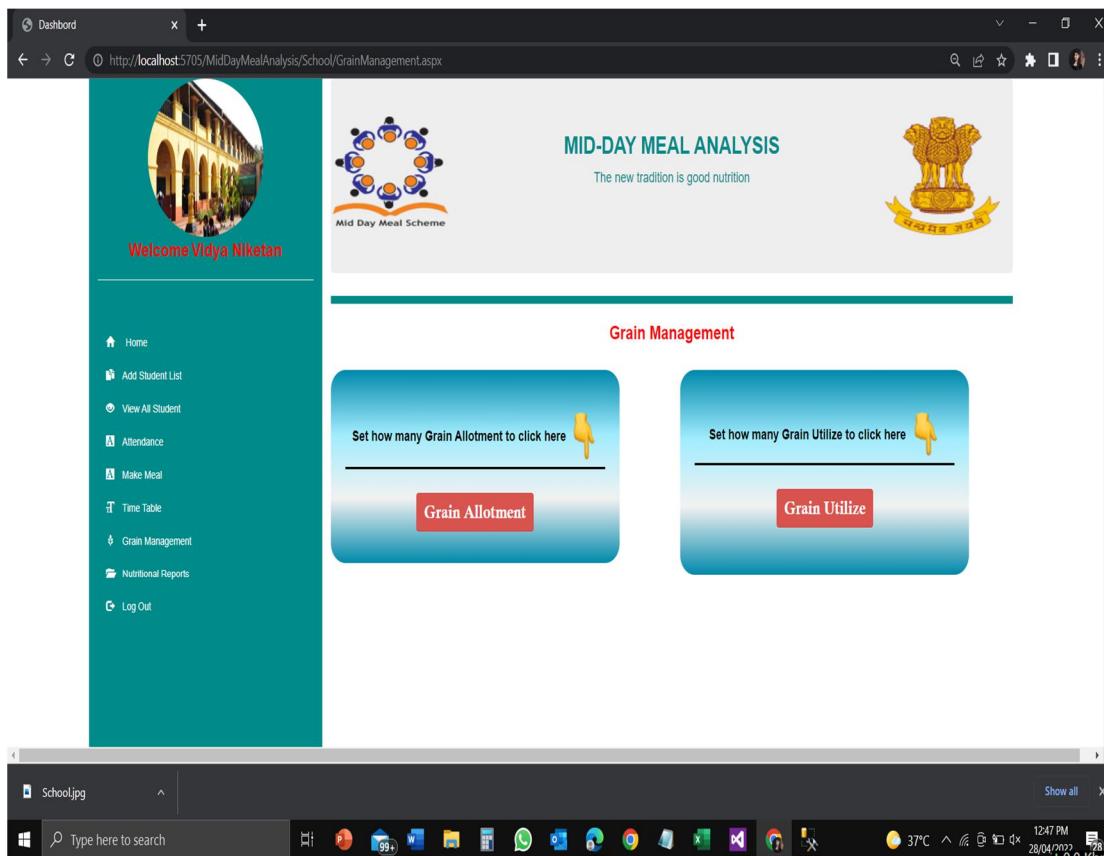 Dashbord
http://localhost:5705/MidDayMealAnalysis/School/GrainManagement.aspx
Welcome Vidya Niketan
Home
Add Student List
View All Student
Attendance
Make Meal
Time Table
Grain Management
Nutritional Reports
Log Out
Mid Day Meal Scheme
MID-DAY MEAL ANALYSIS
The new tradition is good nutrition
सत्यमेव जयते
Grain Management
Set how many Grain Allotment to click here
Grain Allotment
Set how many Grain Utilize to click here
Grain Utilize
School.jpg
Show all
Type here to search
99+
37°C
12:47 PM
28/04/2022
28